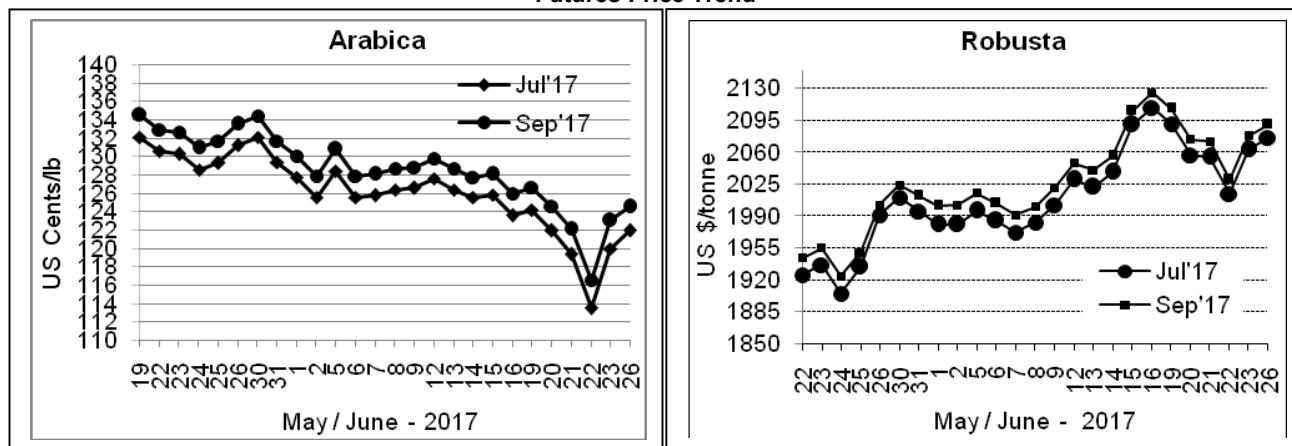 Futures Price Trend
Arabica
140
138
136
134
132
130
128
126
124
122
120
118
116
114
112
110
US Cents/lb
Jul'17
Sep'17
19 22 23 24 25 26 30 31 1 2 5 6 7 8 9 12 13 14 15 16 19 20 21 22 23 26
May / June - 2017
Robusta
2130
2095
2060
2025
1990
1955
1920
1885
1850
US $/tonne
Jul'17
Sep'17
22 23 24 25 26 30 31 1 2 5 6 7 8 9 12 13 14 15 16 19 20 21 22 23 26
May / June - 2017